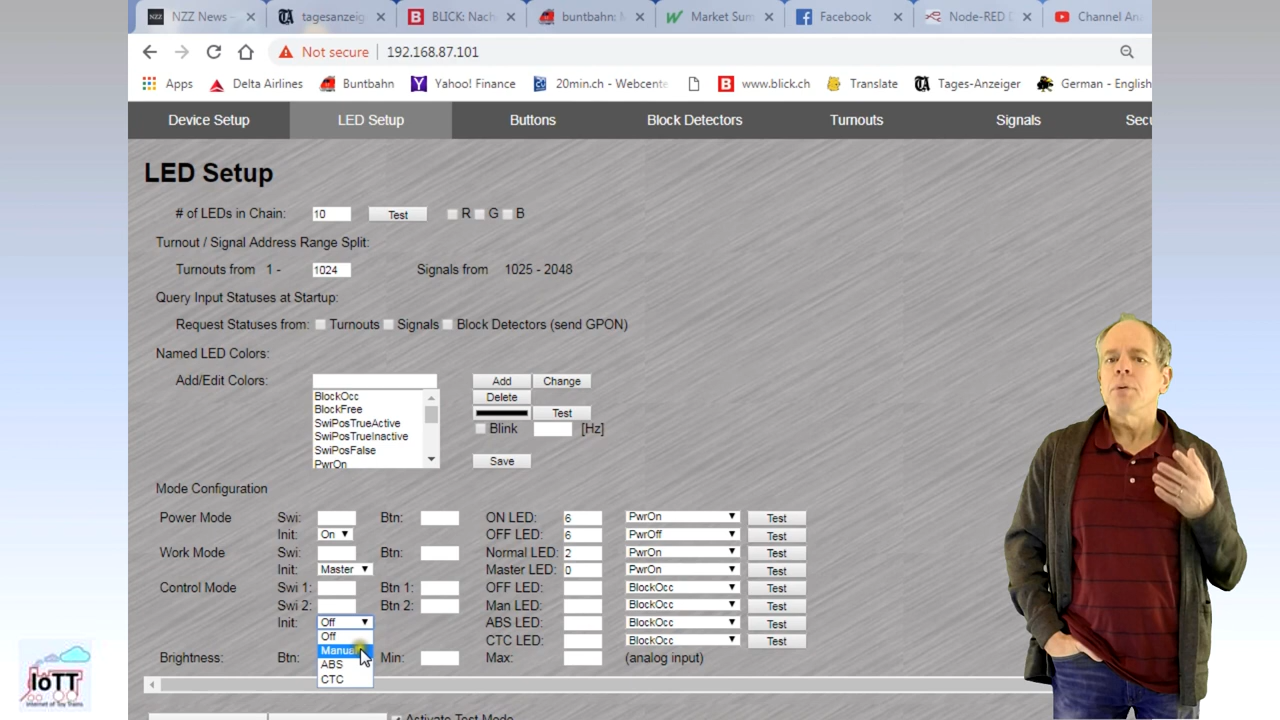 NZZ NZZ News - tagesanzeig BLICK: Nach buntbahn: M Market Sum Facebook Node-RED D Channel An
Not secure 192.168.87.101
Apps Delta Airlines Buntbahn Yahoo! Finance 20min.ch - Webcente www.blick.ch Translate Tages-Anzeiger German - English
Device Setup LED Setup Buttons Block Detectors Turnouts Signals Secu
LED Setup
# of LEDs in Chain: 10 Test R G B
Turnout / Signal Address Range Split:
Turnouts from 1 - 1024 Signals from 1025 - 2048
Query Input Statuses at Startup:
Request Statuses from: Turnouts Signals Block Detectors (send GPON)
Named LED Colors:
Add/Edit Colors: Add Change
BlockOcc Delete
BlockFree Test
SwiPosTrueActive Blink [Hz]
SwiPosTrueInactive
SwiPosFalse
PwrOn Save
Mode Configuration
Power Mode Swi: Btn: ON LED: 6 PwrOn Test
Init: On OFF LED: 6 PwrOff Test
Work Mode Swi: Btn: Normal LED: 2 PwrOn Test
Init: Master Master LED: 0 PwrOn Test
Control Mode Swi 1: Btn 1: OFF LED: BlockOcc Test
Swi 2: Btn 2: Man LED: BlockOcc Test
Init: Off ABS LED: BlockOcc Test
Off CTC LED: BlockOcc Test
Manual
Brightness: Btn: Min: Max: (analog input)
ABS
CTC
Activate Test Mode
IoTT
Internet of Toy Trains